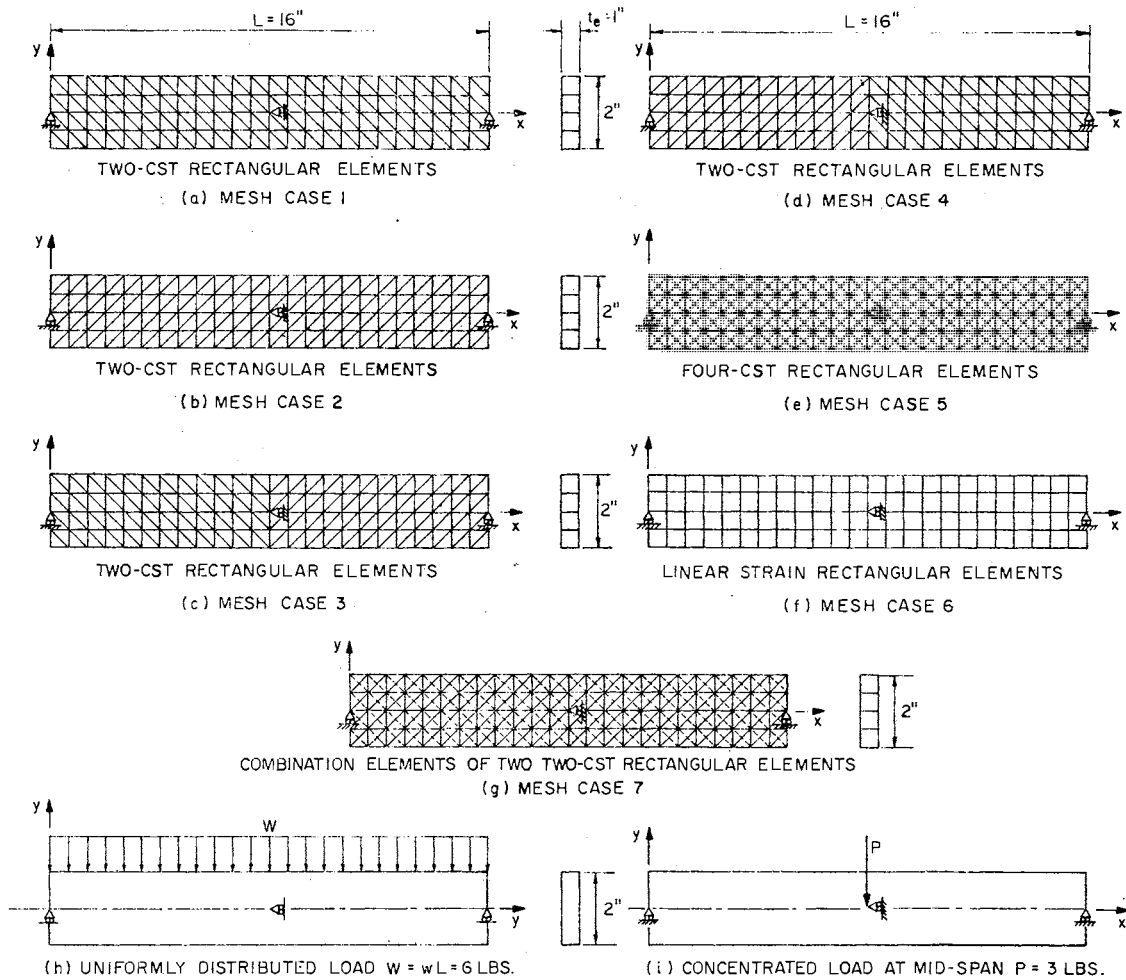 L = 16"
te = 1"
L = 16"
y
x
2"
y
x
TWO-CST RECTANGULAR ELEMENTS
TWO-CST RECTANGULAR ELEMENTS
(a) MESH CASE 1
(d) MESH CASE 4
y
x
2"
y
x
TWO-CST RECTANGULAR ELEMENTS
FOUR-CST RECTANGULAR ELEMENTS
(b) MESH CASE 2
(e) MESH CASE 5
y
x
2"
y
x
TWO-CST RECTANGULAR ELEMENTS
LINEAR STRAIN RECTANGULAR ELEMENTS
(c) MESH CASE 3
(f) MESH CASE 6
y
x
2"
COMBINATION ELEMENTS OF TWO TWO-CST RECTANGULAR ELEMENTS
(g) MESH CASE 7
y
W
y
2"
y
P
x
(h) UNIFORMLY DISTRIBUTED LOAD W = wL = 6 LBS.
(i) CONCENTRATED LOAD AT MID-SPAN P = 3 LBS.